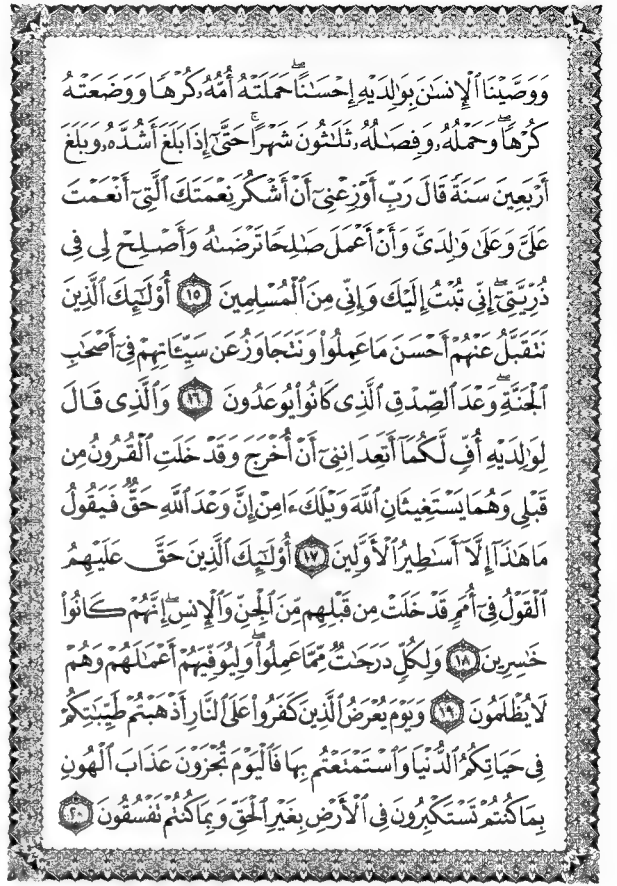 وَوَصَّيْنَا ٱلْإِنسَٰنَ بِوَٰلِدَيْهِ إِحْسَٰنًا ۖ حَمَلَتْهُ أُمُّهُۥ كُرْهًا وَوَضَعَتْهُ
كُرْهًا ۖ وَحَمْلُهُۥ وَفِصَٰلُهُۥ ثَلَٰثُونَ شَهْرًا ۚ حَتَّىٰٓ إِذَا بَلَغَ أَشُدَّهُۥ وَبَلَغَ
أَرْبَعِينَ سَنَةً قَالَ رَبِّ أَوْزِعْنِىٓ أَنْ أَشْكُرَ نِعْمَتَكَ ٱلَّتِىٓ أَنْعَمْتَ
عَلَىَّ وَعَلَىٰ وَٰلِدَىَّ وَأَنْ أَعْمَلَ صَٰلِحًا تَرْضَىٰهُ وَأَصْلِحْ لِى فِى
ذُرِّيَّتِىٓ ۖ إِنِّى تُبْتُ إِلَيْكَ وَإِنِّى مِنَ ٱلْمُسْلِمِينَ ١٥ أُو۟لَٰٓئِكَ ٱلَّذِينَ
نَتَقَبَّلُ عَنْهُمْ أَحْسَنَ مَا عَمِلُوا۟ وَنَتَجَاوَزُ عَن سَيِّـَٔاتِهِمْ فِىٓ أَصْحَٰبِ
ٱلْجَنَّةِ ۖ وَعْدَ ٱلصِّدْقِ ٱلَّذِى كَانُوا۟ يُوعَدُونَ ١٦ وَٱلَّذِى قَالَ
لِوَٰلِدَيْهِ أُفٍّ لَّكُمَآ أَتَعِدَانِنِىٓ أَنْ أُخْرَجَ وَقَدْ خَلَتِ ٱلْقُرُونُ مِن
قَبْلِى وَهُمَا يَسْتَغِيثَانِ ٱللَّهَ وَيْلَكَ ءَامِنْ إِنَّ وَعْدَ ٱللَّهِ حَقٌّ فَيَقُولُ
مَا هَٰذَآ إِلَّآ أَسَٰطِيرُ ٱلْأَوَّلِينَ ١٧ أُو۟لَٰٓئِكَ ٱلَّذِينَ حَقَّ عَلَيْهِمُ
ٱلْقَوْلُ فِىٓ أُمَمٍ قَدْ خَلَتْ مِن قَبْلِهِم مِّنَ ٱلْجِنِّ وَٱلْإِنسِ ۖ إِنَّهُمْ كَانُوا۟
خَٰسِرِينَ ١٨ وَلِكُلٍّ دَرَجَٰتٌ مِّمَّا عَمِلُوا۟ ۖ وَلِيُوَفِّيَهُمْ أَعْمَٰلَهُمْ وَهُمْ
لَا يُظْلَمُونَ ١٩ وَيَوْمَ يُعْرَضُ ٱلَّذِينَ كَفَرُوا۟ عَلَى ٱلنَّارِ أَذْهَبْتُمْ طَيِّبَٰتِكُمْ
فِى حَيَاتِكُمُ ٱلدُّنْيَا وَٱسْتَمْتَعْتُم بِهَا فَٱلْيَوْمَ تُجْزَوْنَ عَذَابَ ٱلْهُونِ
بِمَا كُنتُمْ تَسْتَكْبِرُونَ فِى ٱلْأَرْضِ بِغَيْرِ ٱلْحَقِّ وَبِمَا كُنتُمْ تَفْسُقُونَ ٢٠